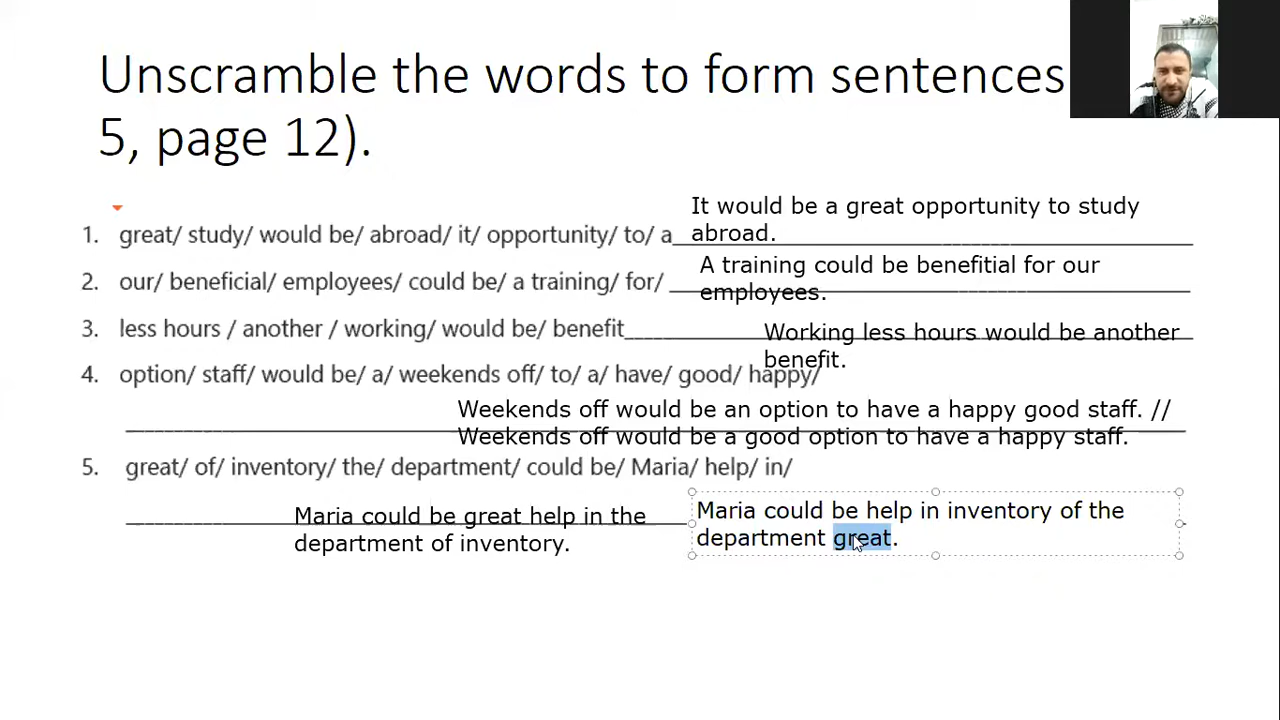 Unscramble the words to form sentences
5, page 12).
It would be a great opportunity to study
1. great/ study/ would be/ abroad/ it/ opportunity/ to/ a abroad.
A training could be benefitial for our
2. our/ beneficial/ employees/ could be/ a training/ for/ employees.
3. less hours / another / working/ would be/ benefit Working less hours would be another
benefit.
4. option/ staff/ would be/ a/ weekends off/ to/ a/ have/ good/ happy/
Weekends off would be an option to have a happy good staff. //
Weekends off would be a good option to have a happy staff.
5. great/ of/ inventory/ the/ department/ could be/ Maria/ help/ in/
Maria could be great help in the
department of inventory.
Maria could be help in inventory of the
department great.